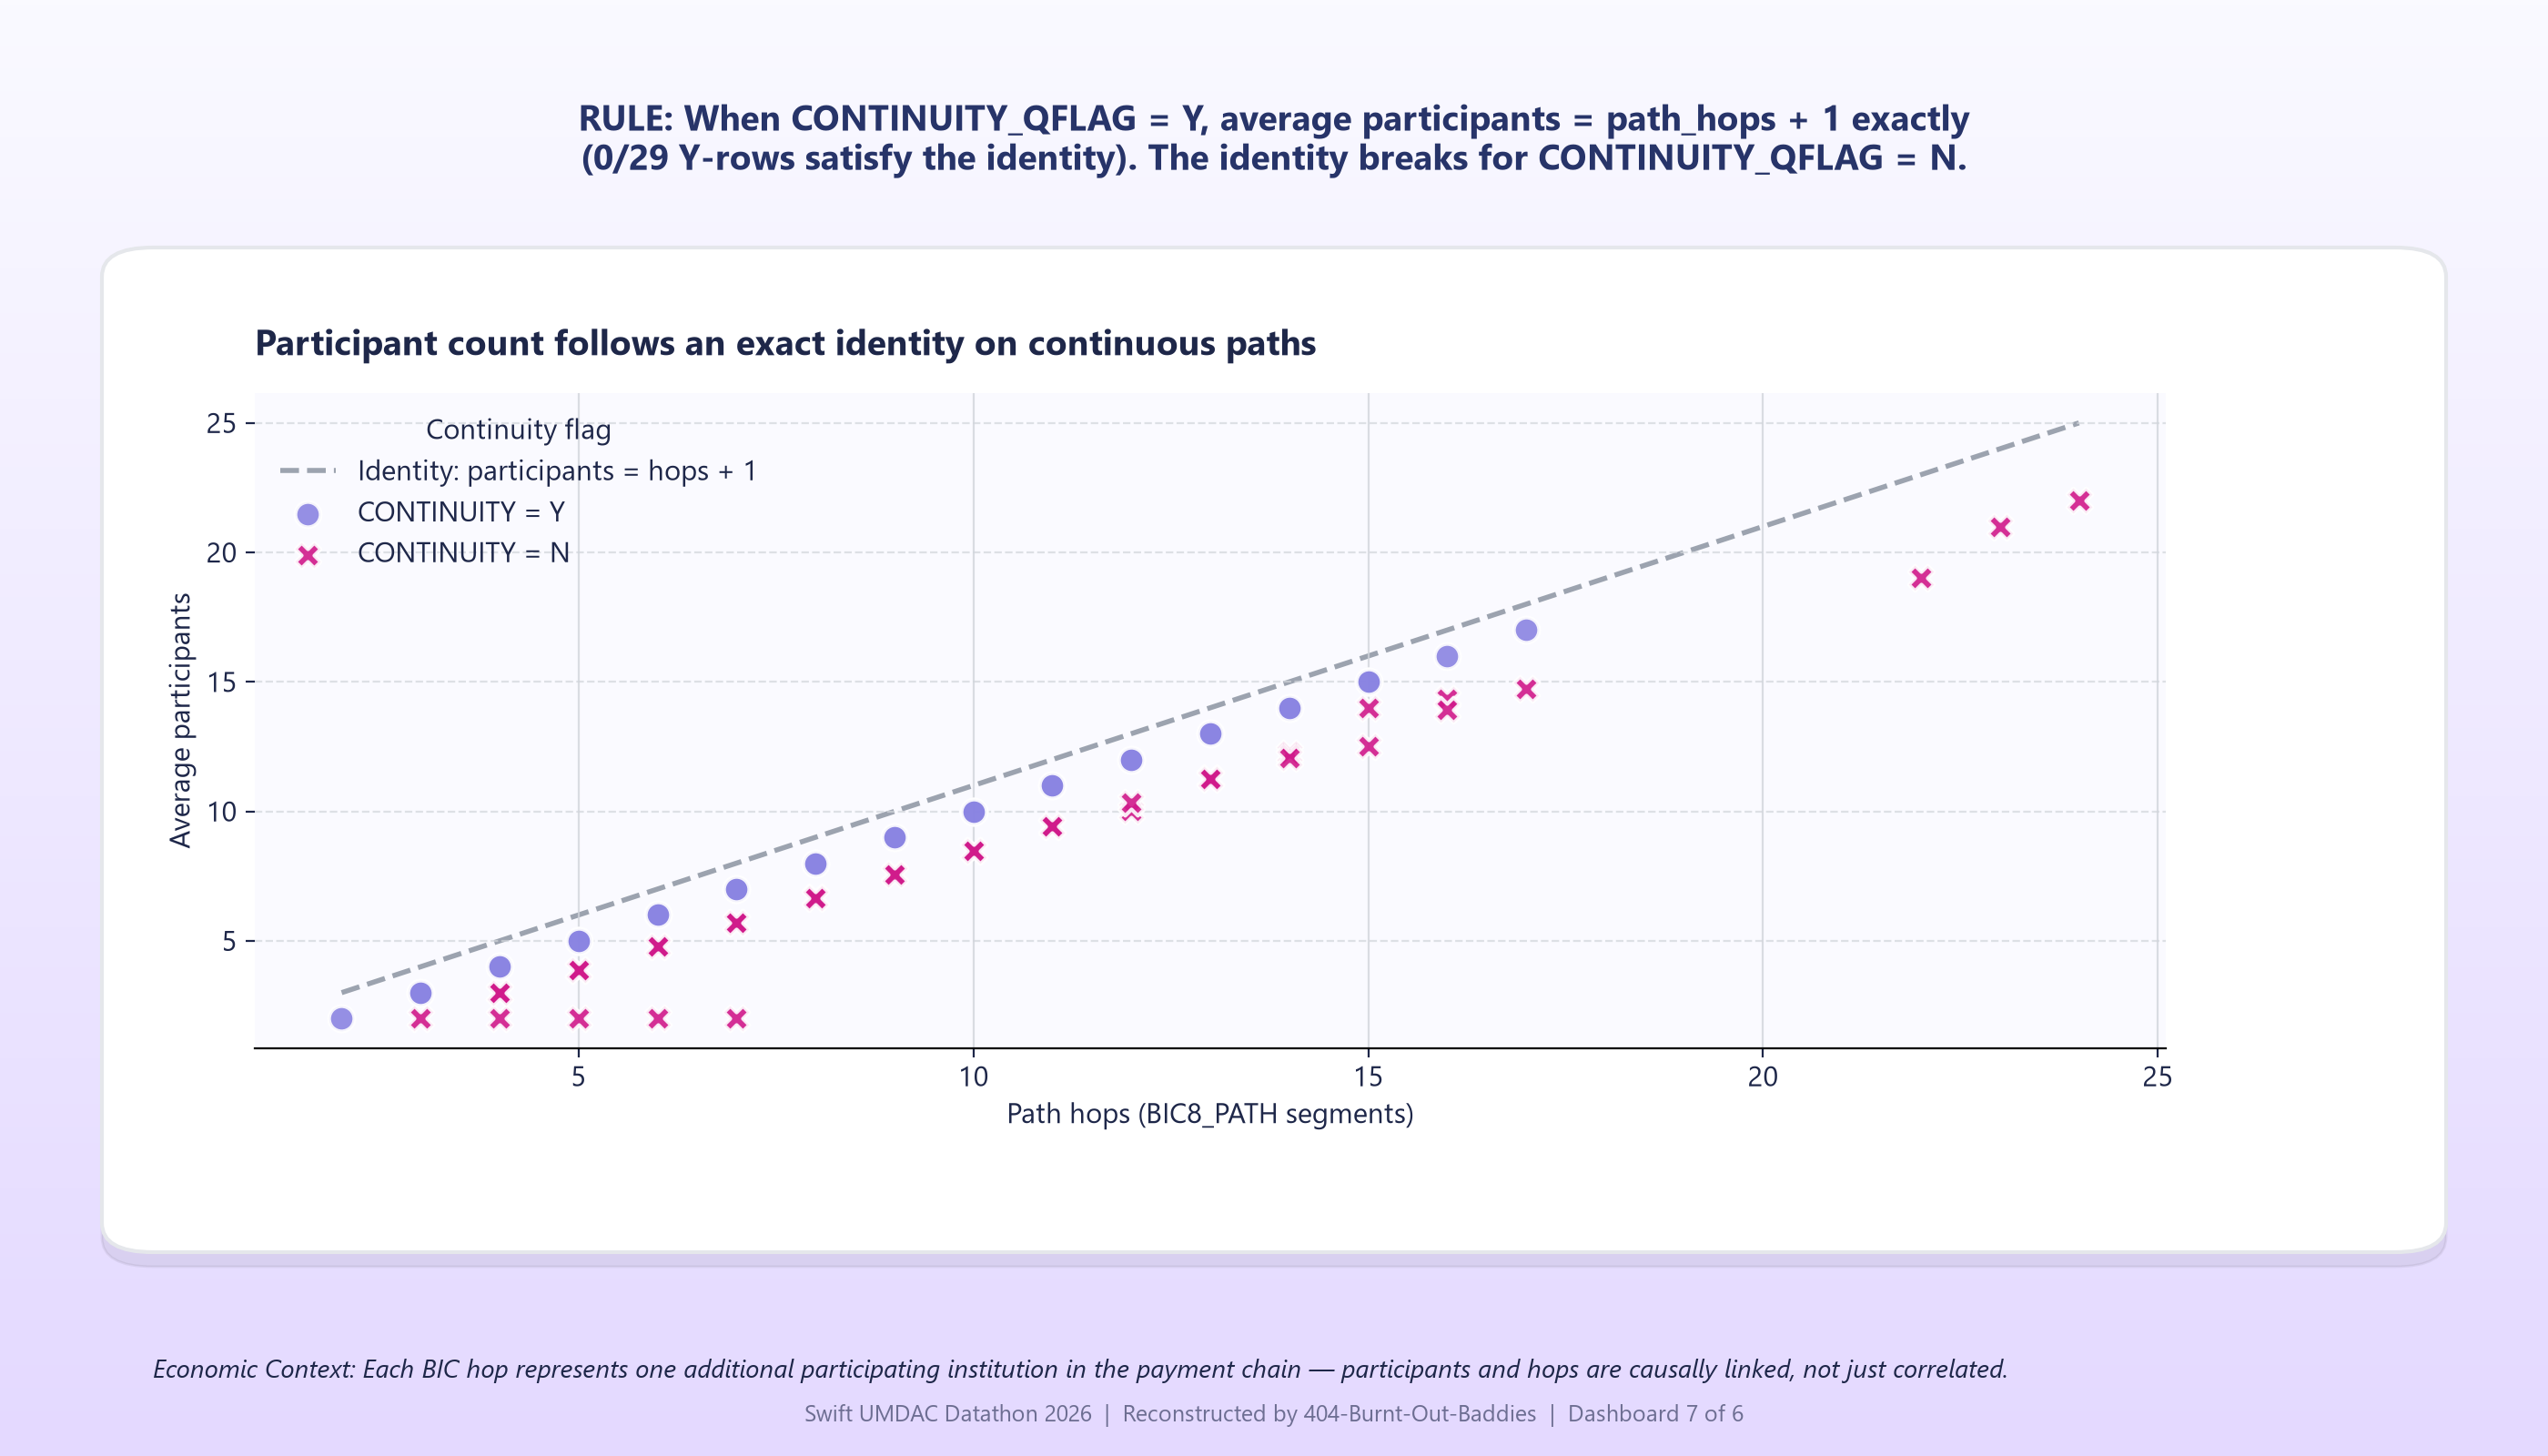 RULE: When CONTINUITY_QFLAG = Y, average participants = path_hops + 1 exactly
(0/29 Y-rows satisfy the identity). The identity breaks for CONTINUITY_QFLAG = N.
Participant count follows an exact identity on continuous paths
Continuity flag
Identity: participants = hops + 1
CONTINUITY = Y
CONTINUITY = N
25
20
15
10
5
Average participants
5
10
15
20
25
Path hops (BIC8_PATH segments)
Economic Context: Each BIC hop represents one additional participating institution in the payment chain — participants and hops are causally linked, not just correlated.
Swift UMDAC Datathon 2026 | Reconstructed by 404-Burnt-Out-Baddies | Dashboard 7 of 6